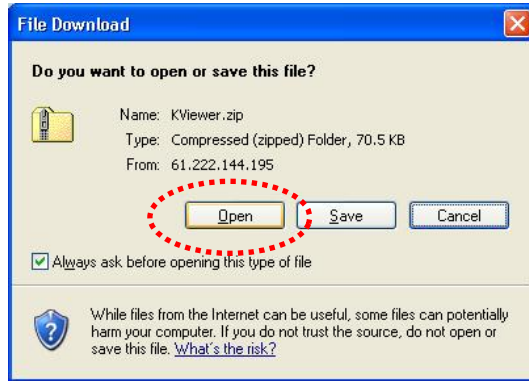 File Download
Do you want to open or save this file?
Name: KViewer.zip
Type: Compressed (zipped) Folder, 70.5 KB
From: 61.222.144.195
Open Save Cancel
Always ask before opening this type of file
While files from the Internet can be useful, some files can potentially
harm your computer. If you do not trust the source, do not open or
save this file. What's the risk?